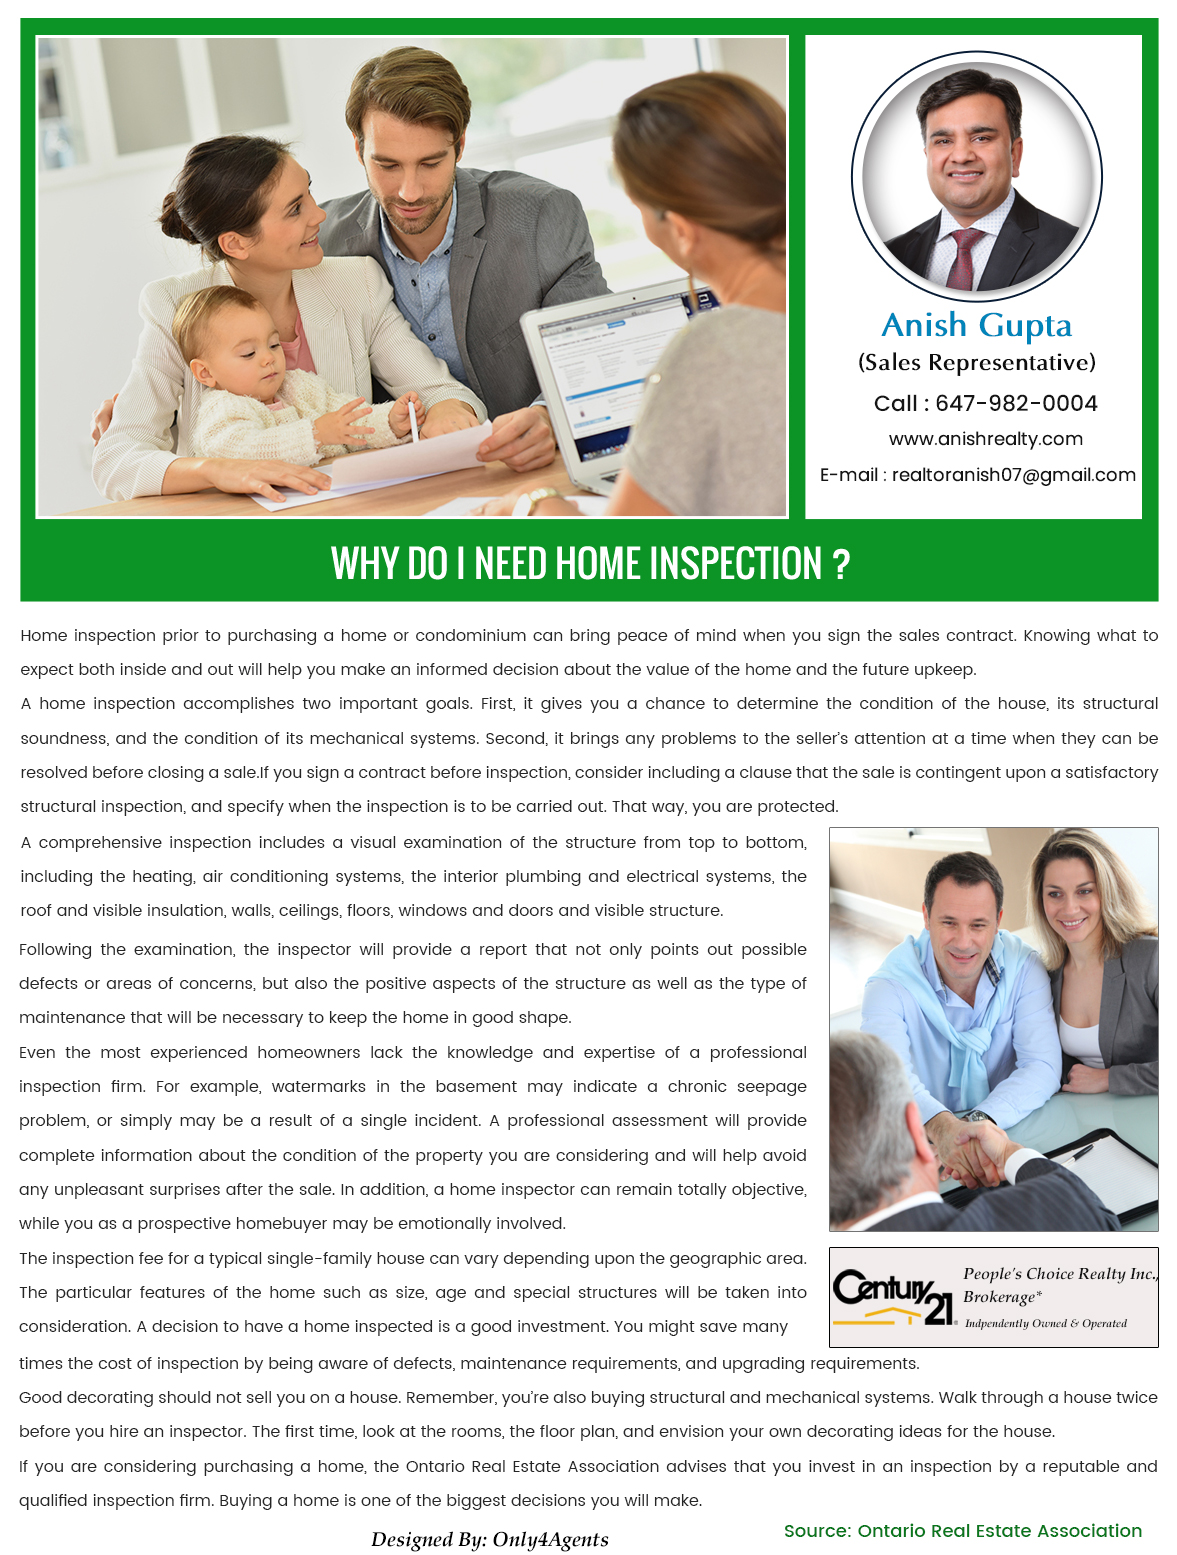 Anish Gupta
(Sales Representative)
Call : 647-982-0004
www.anishrealty.com
E-mail : realtoranish07@gmail.com
WHY DO I NEED HOME INSPECTION ?
Home inspection prior to purchasing a home or condominium can bring peace of mind when you sign the sales contract. Knowing what to
expect both inside and out will help you make an informed decision about the value of the home and the future upkeep.
A home inspection accomplishes two important goals. First, it gives you a chance to determine the condition of the house, its structural
soundness, and the condition of its mechanical systems. Second, it brings any problems to the seller’s attention at a time when they can be
resolved before closing a sale.If you sign a contract before inspection, consider including a clause that the sale is contingent upon a satisfactory
structural inspection, and specify when the inspection is to be carried out. That way, you are protected.
A comprehensive inspection includes a visual examination of the structure from top to bottom,
including the heating, air conditioning systems, the interior plumbing and electrical systems, the
roof and visible insulation, walls, ceilings, floors, windows and doors and visible structure.
Following the examination, the inspector will provide a report that not only points out possible
defects or areas of concerns, but also the positive aspects of the structure as well as the type of
maintenance that will be necessary to keep the home in good shape.
Even the most experienced homeowners lack the knowledge and expertise of a professional
inspection firm. For example, watermarks in the basement may indicate a chronic seepage
problem, or simply may be a result of a single incident. A professional assessment will provide
complete information about the condition of the property you are considering and will help avoid
any unpleasant surprises after the sale. In addition, a home inspector can remain totally objective,
while you as a prospective homebuyer may be emotionally involved.
The inspection fee for a typical single-family house can vary depending upon the geographic area.
The particular features of the home such as size, age and special structures will be taken into
consideration. A decision to have a home inspected is a good investment. You might save many
times the cost of inspection by being aware of defects, maintenance requirements, and upgrading requirements.
Century 21
People's Choice Realty Inc.,
Brokerage*
Indpendently Owned & Operated
Good decorating should not sell you on a house. Remember, you’re also buying structural and mechanical systems. Walk through a house twice
before you hire an inspector. The first time, look at the rooms, the floor plan, and envision your own decorating ideas for the house.
If you are considering purchasing a home, the Ontario Real Estate Association advises that you invest in an inspection by a reputable and
qualified inspection firm. Buying a home is one of the biggest decisions you will make.
Designed By: Only4Agents
Source: Ontario Real Estate Association